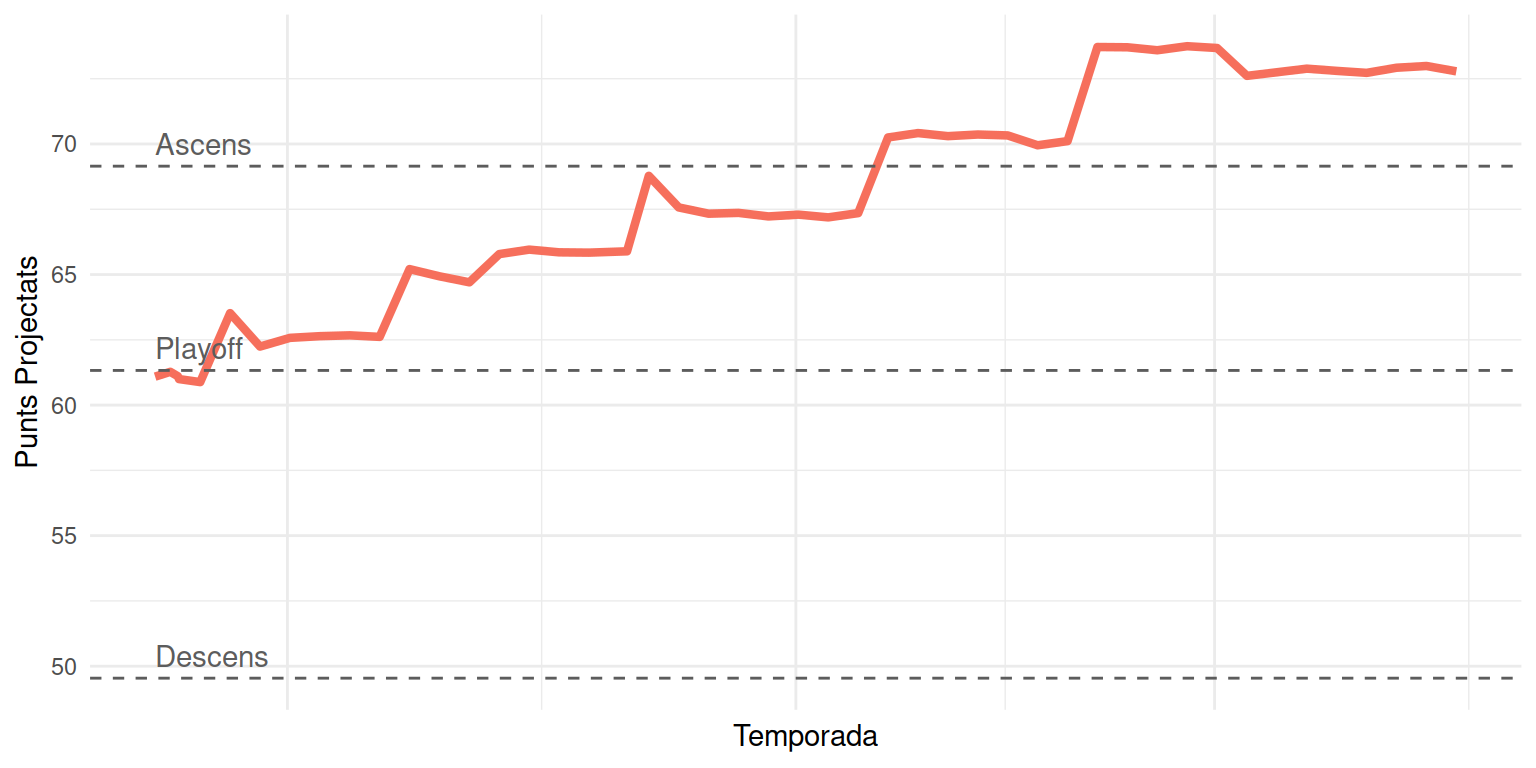 Ascens
Playoff
Descens
70
65
60
55
50
Punts Projectats
Temporada